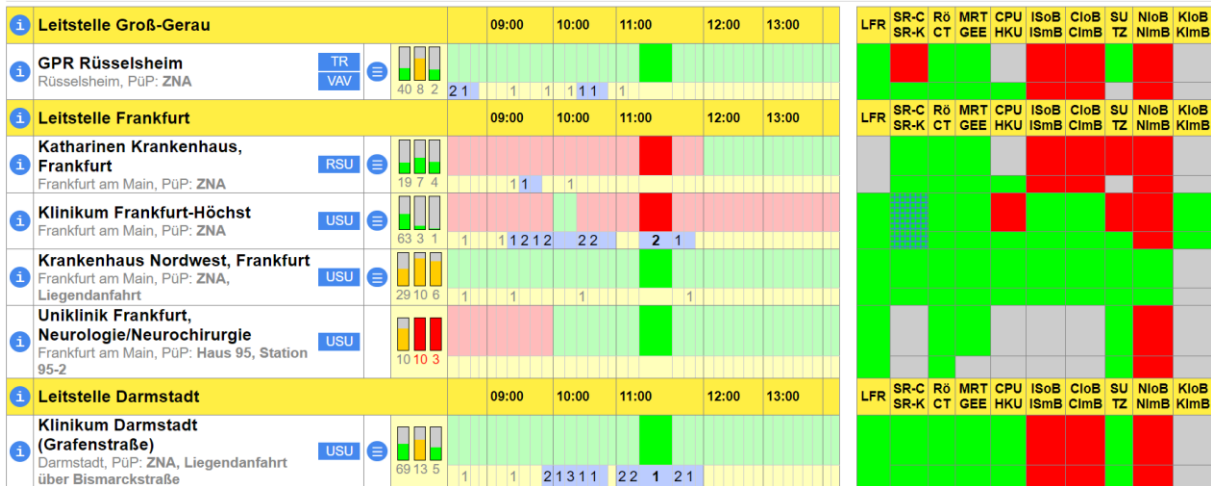 Leitstelle Groß-Gerau 09:00 10:00 11:00 12:00 13:00 LFR SR-C Rö MRT CPU ISoB CloB SU NIoB KIoB
SR-K CT GEE HKU ISmB CImB TZ NImB KImB
GPR Rüsselsheim TR
Rüsselsheim, PüP: ZNA VAV
40 8 2 2 1 1 1 1 1 1 1
Leitstelle Frankfurt 09:00 10:00 11:00 12:00 13:00 LFR SR-C Rö MRT CPU ISoB CloB SU NIoB KIoB
SR-K CT GEE HKU ISmB CImB TZ NImB KImB
Katharinen Krankenhaus,
Frankfurt RSU
Frankfurt am Main, PüP: ZNA
19 7 4 1 1 1
Klinikum Frankfurt-Höchst
Frankfurt am Main, PüP: ZNA USU
63 3 1 1 1 1 2 1 2 2 2 2 1
Krankenhaus Nordwest, Frankfurt
Frankfurt am Main, PüP: ZNA, USU
Liegendanfahrt
29 10 6 1 1 1 1
Uniklinik Frankfurt,
Neurologie/Neurochirurgie USU
Frankfurt am Main, PüP: Haus 95, Station
95-2
10 10 3
Leitstelle Darmstadt 09:00 10:00 11:00 12:00 13:00 LFR SR-C Rö MRT CPU ISoB CloB SU NIoB KIoB
SR-K CT GEE HKU ISmB CImB TZ NImB KImB
Klinikum Darmstadt
(Grafenstraße) USU
Darmstadt, PüP: ZNA, Liegendanfahrt
über Bismarckstraße
69 13 5 1 1 2 1 3 1 1 2 2 1 2 1